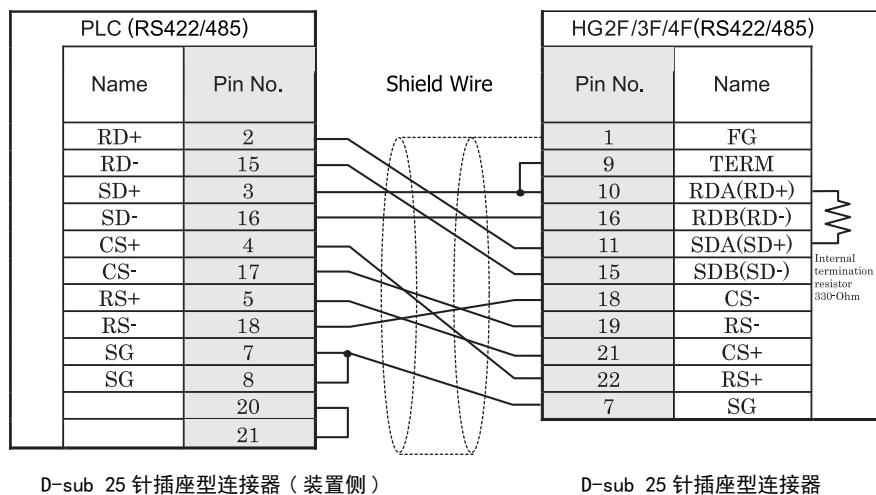 PLC (RS422/485)
Name Pin No.
RD+ 2
RD- 15
SD+ 3
SD- 16
CS+ 4
CS- 17
RS+ 5
RS- 18
SG 7
SG 8
20
21
Shield Wire
HG2F/3F/4F(RS422/485)
Pin No. Name
1 FG
9 TERM
10 RDA(RD+)
16 RDB(RD-)
11 SDA(SD+)
15 SDB(SD-)
18 CS-
19 RS-
21 CS+
22 RS+
7 SG
Internal
termination
resistor
330-Ohm
D-sub 25 针插座型连接器（装置侧）
D-sub 25 针插座型连接器